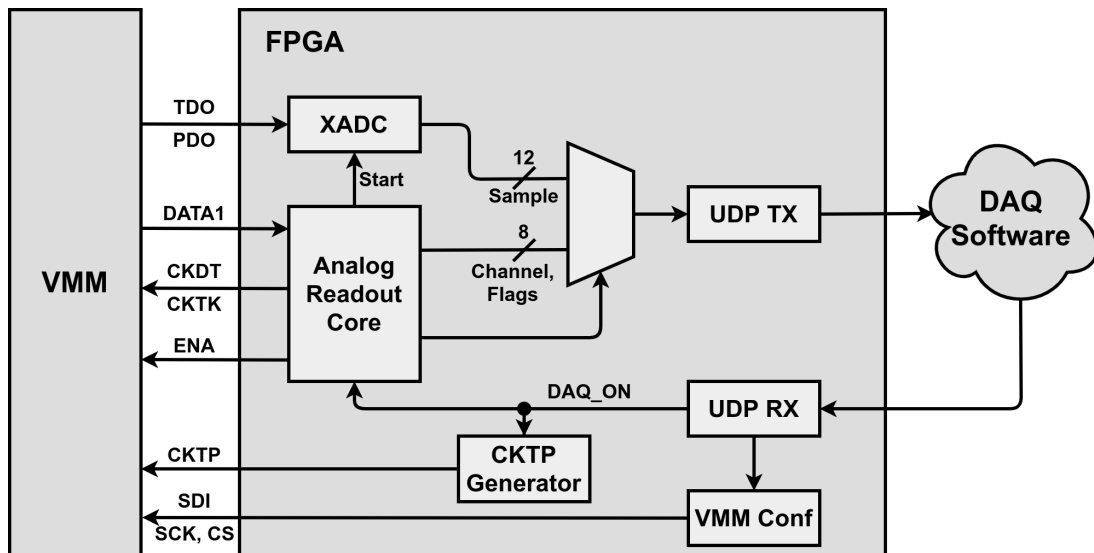 FPGA
TDO
PDO
XADC
Start
12
Sample
DATA1
UDP TX
DAQ
Software
8
Channel,
Flags
VMM
CKDT
CKTK
Analog
Readout
Core
ENA
DAQ_ON
UDP RX
CKTP
CKTP
Generator
SDI
SCK, CS
VMM Conf